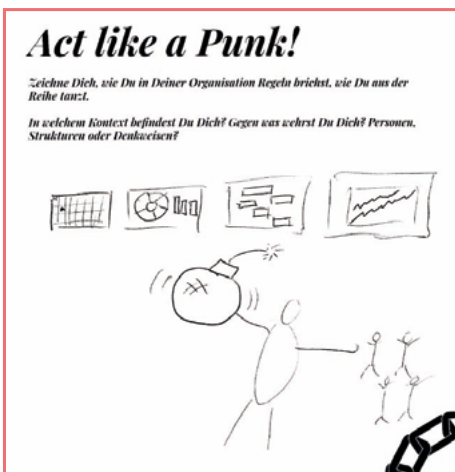 Act like a Punk!
Zeichne Dich, wie Du in Deiner Organisation Regeln brichst, wie Du aus der
Reihe tanzt.
In welchem Kontext befindest Du Dich? Gegen was wehrst Du Dich? Personen,
Strukturen oder Denkweisen?